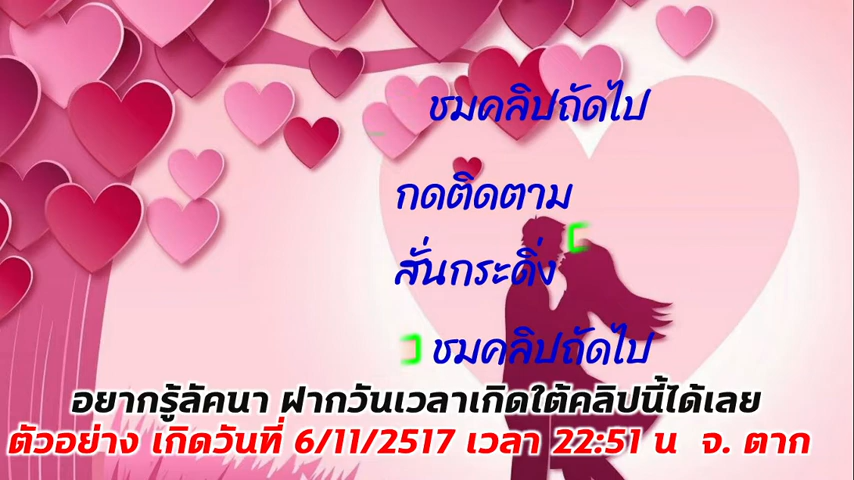 ชมคลิปถัดไป
กดติดตาม
สั่นกระดิ่ง
ชมคลิปถัดไป
อยากรู้ลัคนา ฝากวันเวลาเกิดใต้คลิปนี้ได้เลย
ตัวอย่าง เกิดวันที่ 6/11/2517 เวลา 22:51 น จ. ตาก